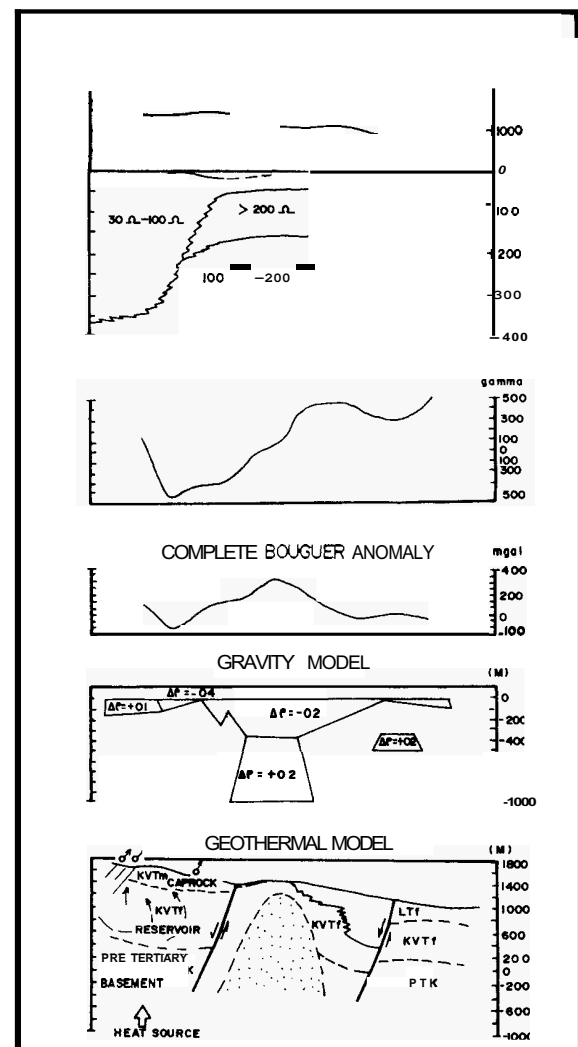 1000
0
30 Ω-100 Ω
> 200 Ω
100
200
100 -200
-300
-400
gamma
500
300
100
0
100
300
500
COMPLETE BOUGUER ANOMALY
mgal
400
200
0
-100
GRAVITY MODEL
(M)
Δρ=-04
Δρ=+01
Δρ=-02
Δρ=+02
Δρ=+02
0
-200
-400
-1000
GEOTHERMAL MODEL
(M)
1800
KVTm
CAPROCK
1400
KVTf
KVTf
LTf
1000
RESERVOIR
KVTf
600
PRE TERTIARY
K
200
BASEMENT
PTK
0
-200
-600
HEAT SOURCE
-1000